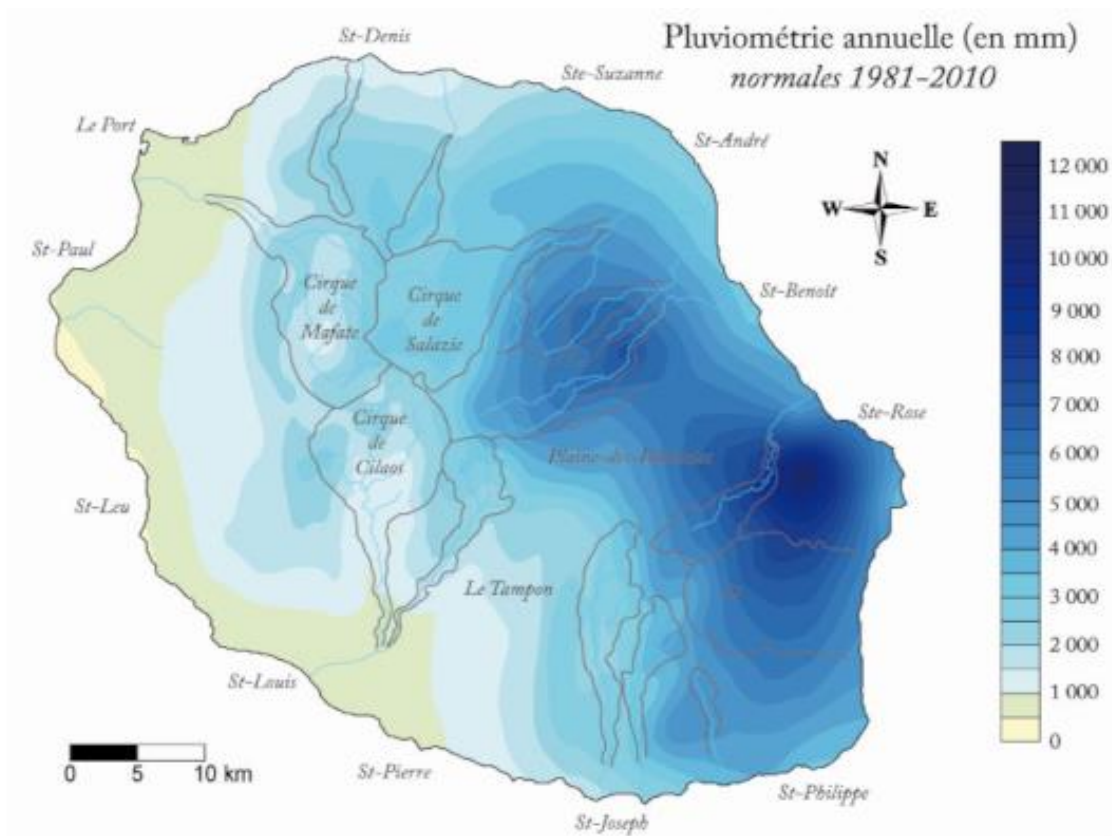 Pluviométrie annuelle (en mm)
normales 1981-2010
St-Denis
Ste-Suzanne
Le Port
St-André
12 000
11 000
10 000
9 000
8 000
7 000
6 000
5 000
4 000
3 000
2 000
1 000
0
N
W
E
S
St-Paul
Cirque
de
Mafate
Cirque
de
Salazie
St-Benoît
Ste-Rose
Cirque
de
Cilaos
Plaine-des-Palmistes
St-Leu
Le Tampon
St-Louis
0 5 10 km
St-Pierre
St-Philippe
St-Joseph